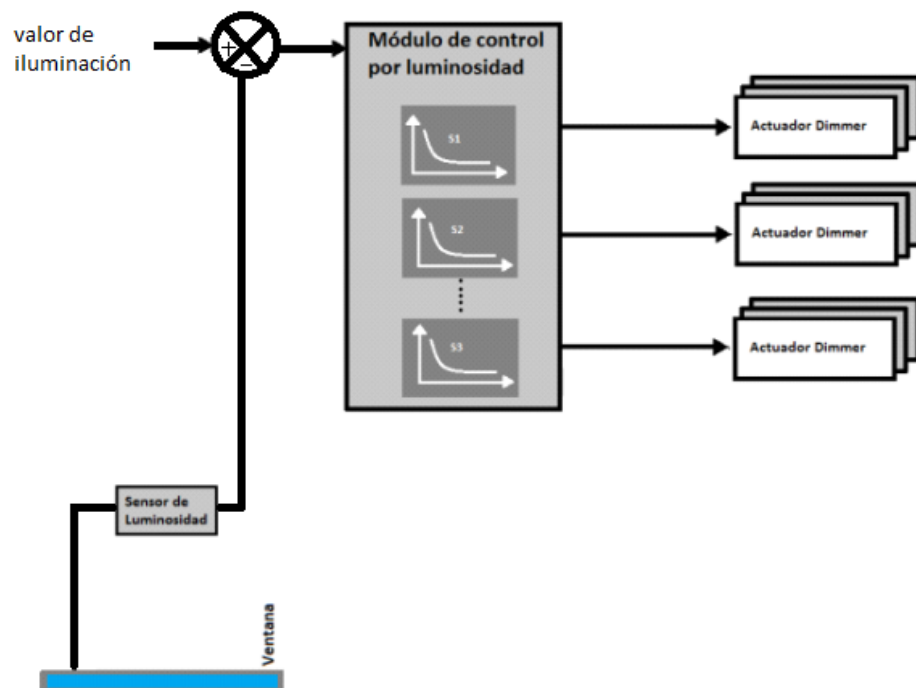 valor de
iluminación
+
−
Módulo de control
por luminosidad
S1
S2
S3
Actuador Dimmer
Actuador Dimmer
Actuador Dimmer
Sensor de
Luminosidad
Ventana